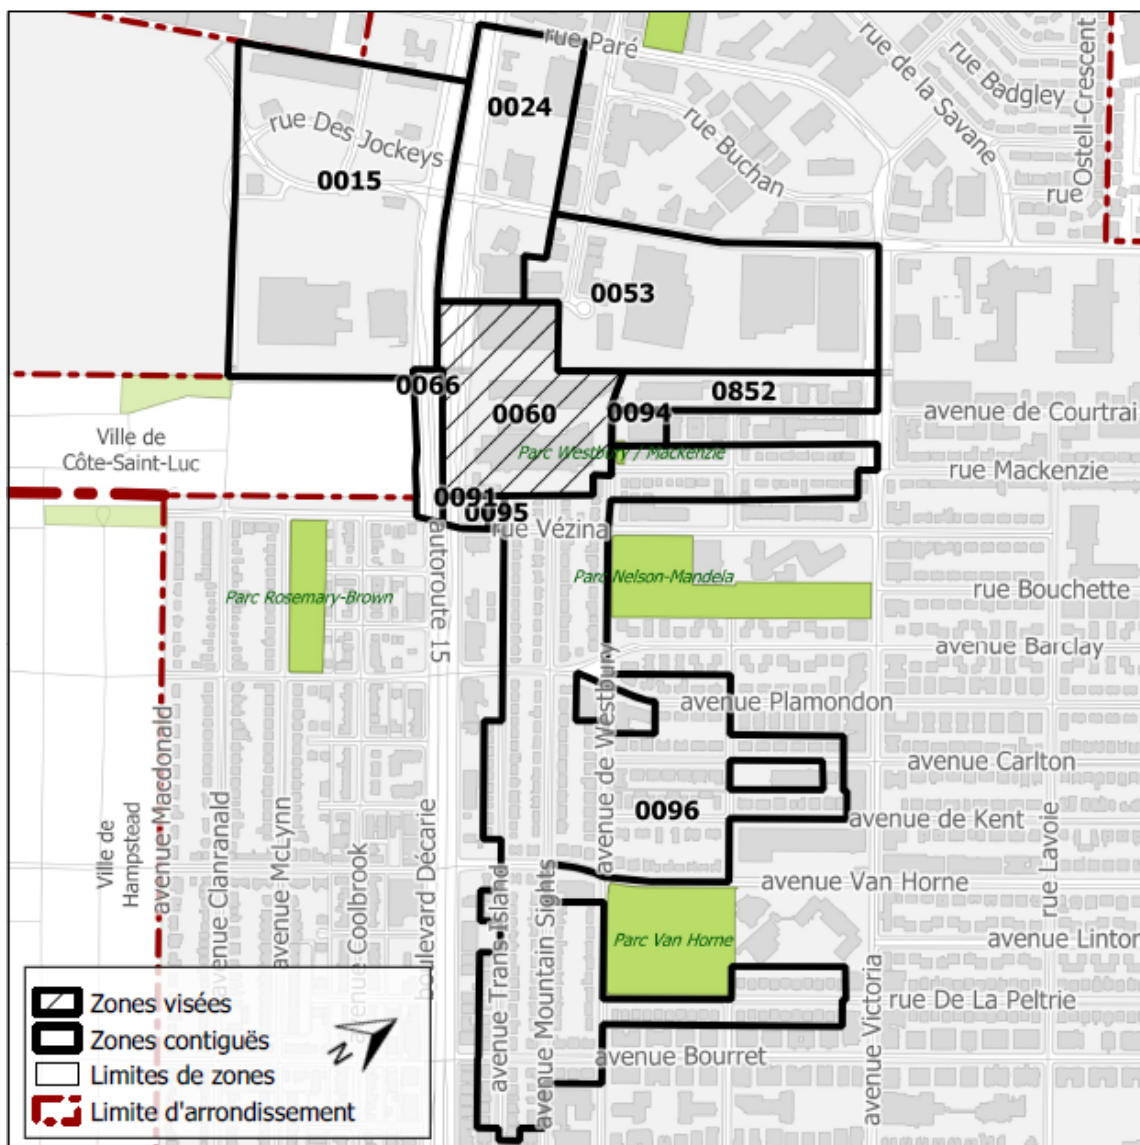 rue Paré
rue de la Savane
rue Badgley
Ostell-Crescent
rue
0024
rue Des Jockeys
rue Buchan
0015
0053
0066
0852
0060
0094
avenue de Courtrai
Ville de
Côte-Saint-Luc
Parc Westbury / Mackenzie
rue Mackenzie
0091
0095
rue Vézina
autoroute 15
Parc Nelson-Mandela
rue Bouchette
Parc Rosemary-Brown
avenue Barclay
avenue Plamondon
avenue de Westbury
avenue Carlton
0096
avenue de Kent
Ville de
Hampstead
avenue Macdonald
avenue Clanranald
avenue McLynn
avenue Coolbrook
boulevard Décarie
avenue Trans Island
avenue Mountain Sights
avenue Van Horne
rue Lavoie
Parc Van Horne
avenue Linton
avenue Victoria
rue De La Peltrie
avenue Bourret
Zones visées
Zones contiguës
Limites de zones
Limite d'arrondissement
N